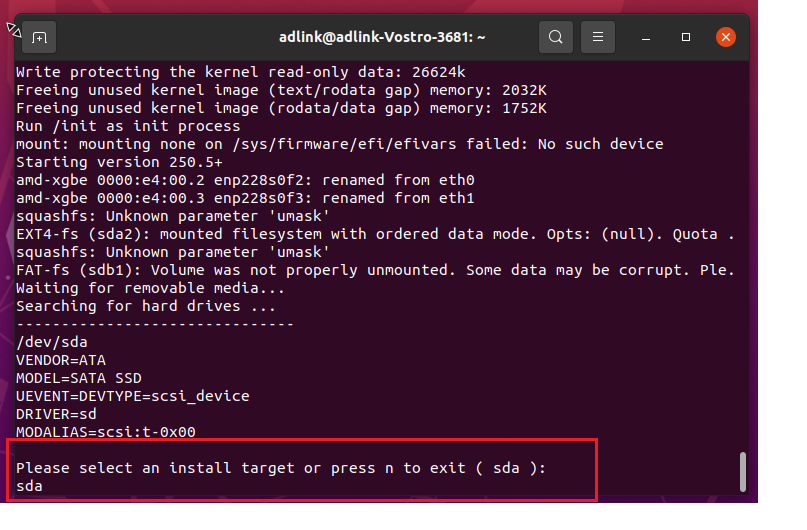 adlink@adlink-Vostro-3681: ~
Write protecting the kernel read-only data: 26624k
Freeing unused kernel image (text/rodata gap) memory: 2032K
Freeing unused kernel image (rodata/data gap) memory: 1752K
Run /init as init process
mount: mounting none on /sys/firmware/efi/efivars failed: No such device
Starting version 250.5+
amd-xgbe 0000:e4:00.2 enp228s0f2: renamed from eth0
amd-xgbe 0000:e4:00.3 enp228s0f3: renamed from eth1
squashfs: Unknown parameter 'umask'
EXT4-fs (sda2): mounted filesystem with ordered data mode. Opts: (null). Quota .
squashfs: Unknown parameter 'umask'
FAT-fs (sdb1): Volume was not properly unmounted. Some data may be corrupt. Ple.
Waiting for removable media...
Searching for hard drives ...
-------------------------------
/dev/sda
VENDOR=ATA
MODEL=SATA SSD
UEVENT=DEVTYPE=scsi_device
DRIVER=sd
MODALIAS=scsi:t-0x00
Please select an install target or press n to exit ( sda ):
sda